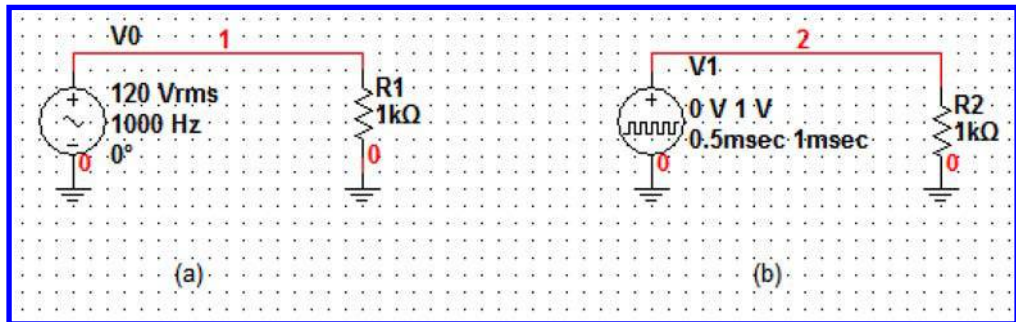 V0
1
120 Vrms
1000 Hz
0°
0
R1
1kΩ
0
(a)
2
V1
0 V 1 V
0.5msec 1msec
0
R2
1kΩ
0
(b)